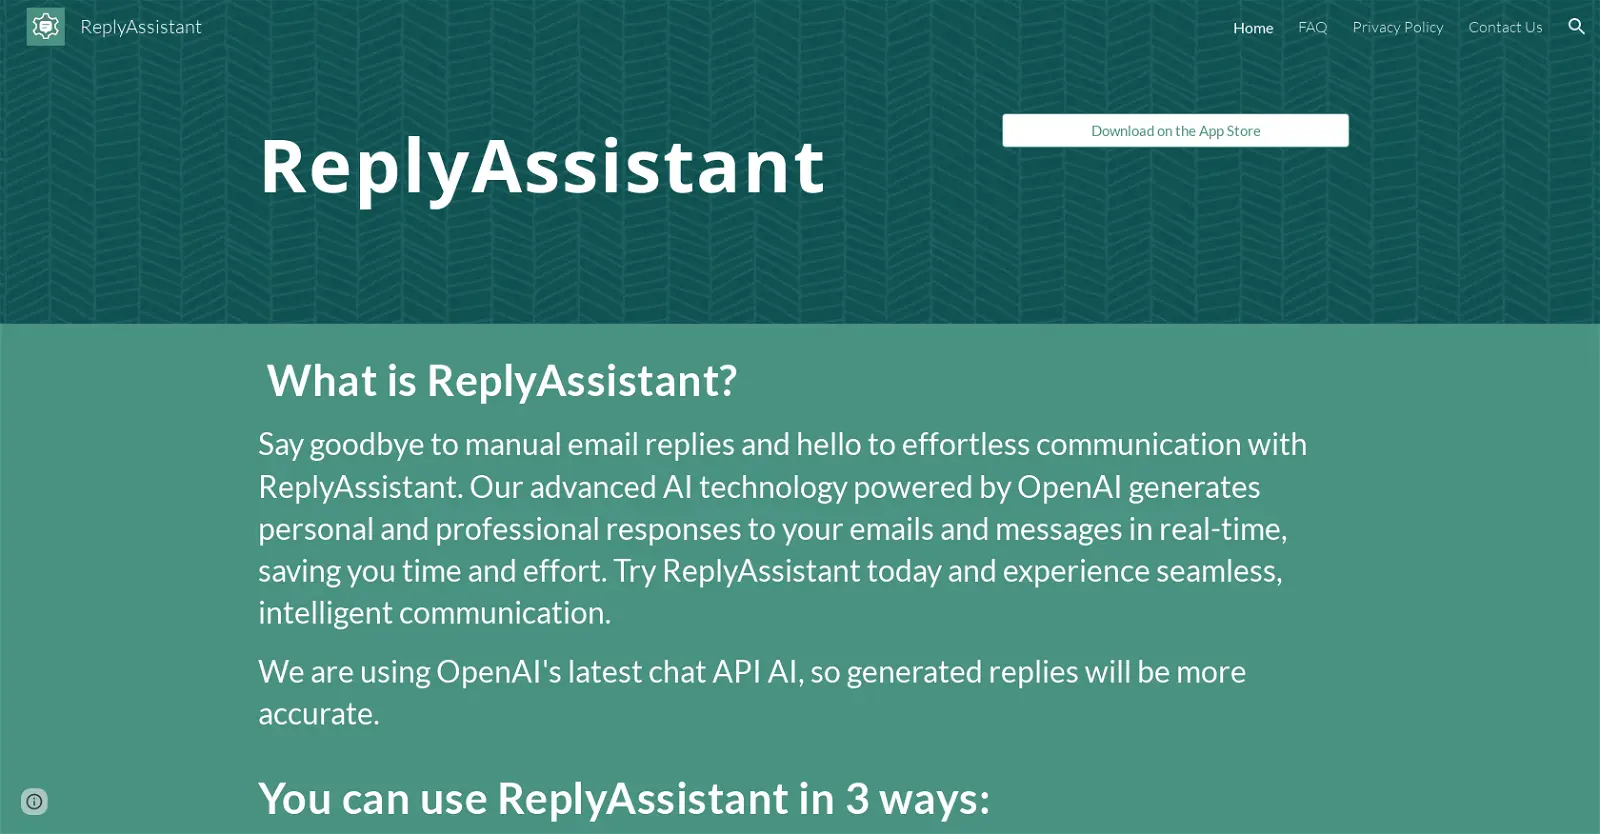 ReplyAssistant
Home FAQ Privacy Policy Contact Us
Download on the App Store
ReplyAssistant
What is ReplyAssistant?
Say goodbye to manual email replies and hello to effortless communication with
ReplyAssistant. Our advanced AI technology powered by OpenAI generates
personal and professional responses to your emails and messages in real-time,
saving you time and effort. Try ReplyAssistant today and experience seamless,
intelligent communication.
We are using OpenAI's latest chat API AI, so generated replies will be more
accurate.
You can use ReplyAssistant in 3 ways: